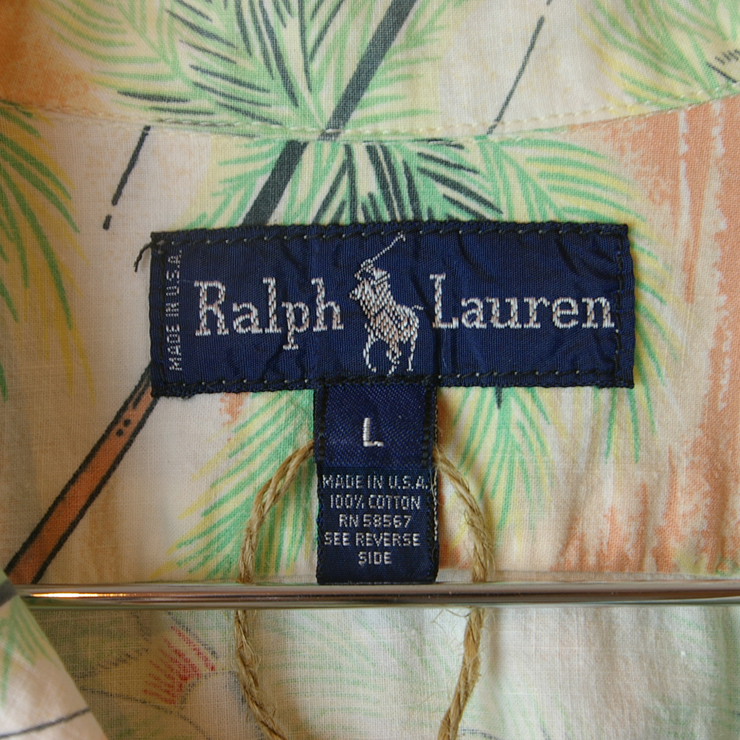 MADE IN U.S.A.
Ralph Lauren
L
MADE IN U.S.A.
100% COTTON
RN 58567
SEE REVERSE
SIDE